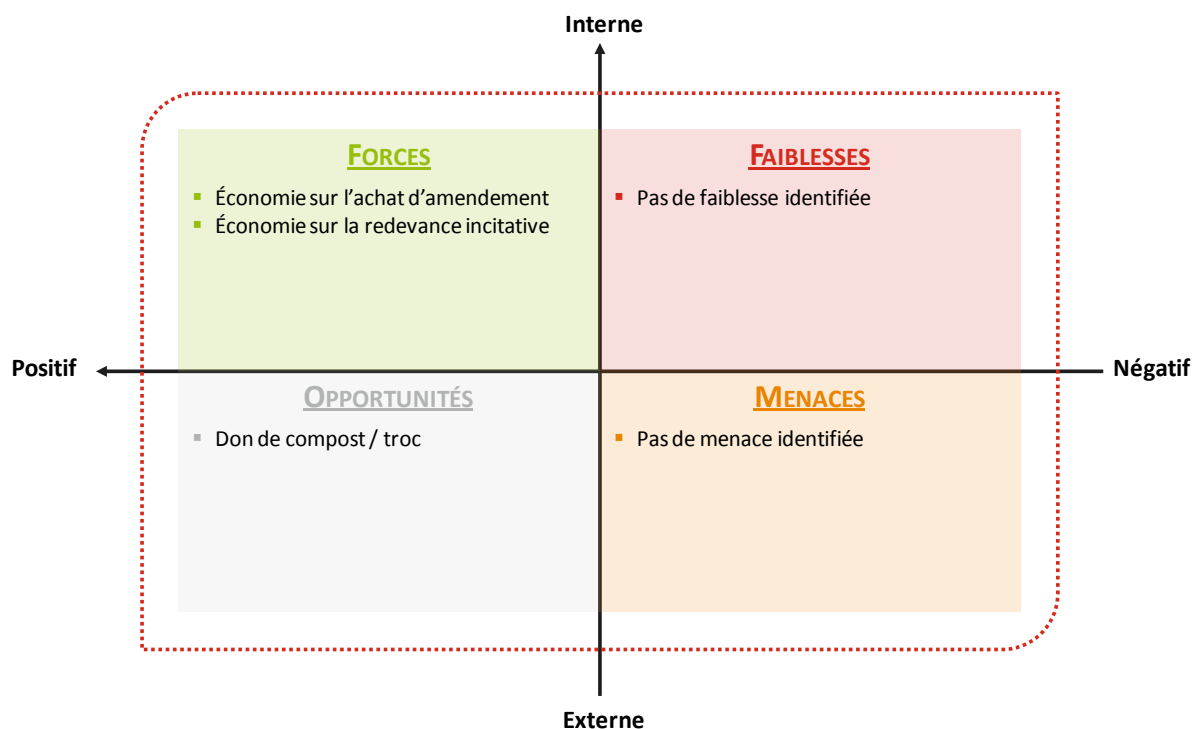 Interne
FORCES
Économie sur l'achat d'amendement
Économie sur la redevance incitative
FAIBLESSES
Pas de faiblesse identifiée
Positif
Négatif
OPPORTUNITÉS
Don de compost / troc
MENACES
Pas de menace identifiée
Externe